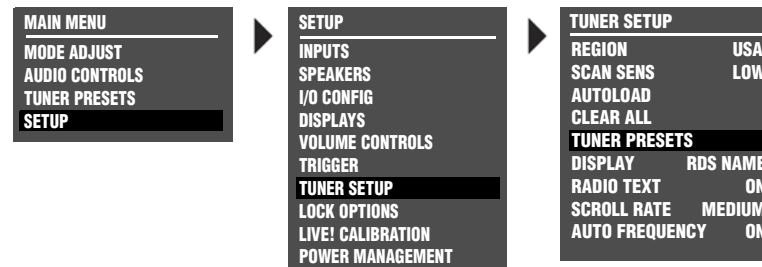 MAIN MENU
MODE ADJUST
AUDIO CONTROLS
TUNER PRESETS
SETUP
SETUP
INPUTS
SPEAKERS
I/O CONFIG
DISPLAYS
VOLUME CONTROLS
TRIGGER
TUNER SETUP
LOCK OPTIONS
LIVE! CALIBRATION
POWER MANAGEMENT
TUNER SETUP
REGION USA
SCAN SENS LOW
AUTOLOAD
CLEAR ALL
TUNER PRESETS
DISPLAY RDS NAME
RADIO TEXT ON
SCROLL RATE MEDIUM
AUTO FREQUENCY ON